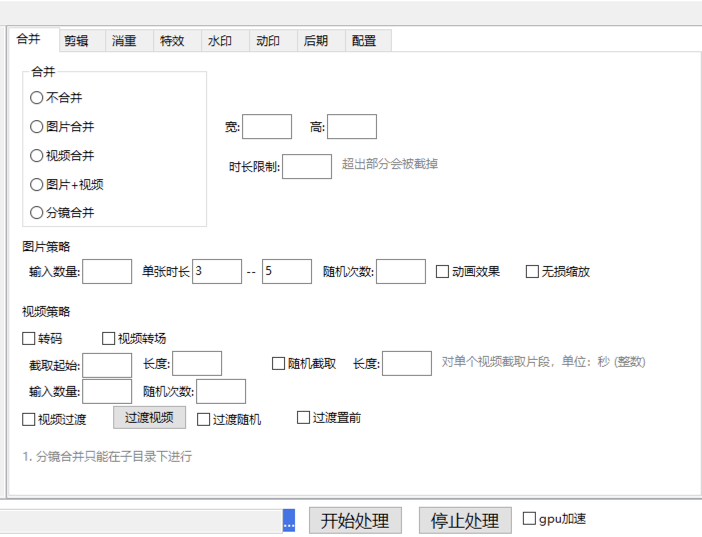 合并 剪辑 消重 特效 水印 动印 后期 配置
合并
不合并
图片合并
宽: 高:
视频合并
时长限制: 超出部分会被截掉
图片+视频
分镜合并
图片策略
输入数量: 单张时长 3 -- 5 随机次数: 动画效果 无损缩放
视频策略
转码 视频转场
截取起始: 长度: 随机截取 长度: 对单个视频截取片段，单位：秒 (整数)
输入数量: 随机次数:
视频过渡 过渡视频 过渡随机 过渡置前
1. 分镜合并只能在子目录下进行
... 开始处理 停止处理 gpu加速